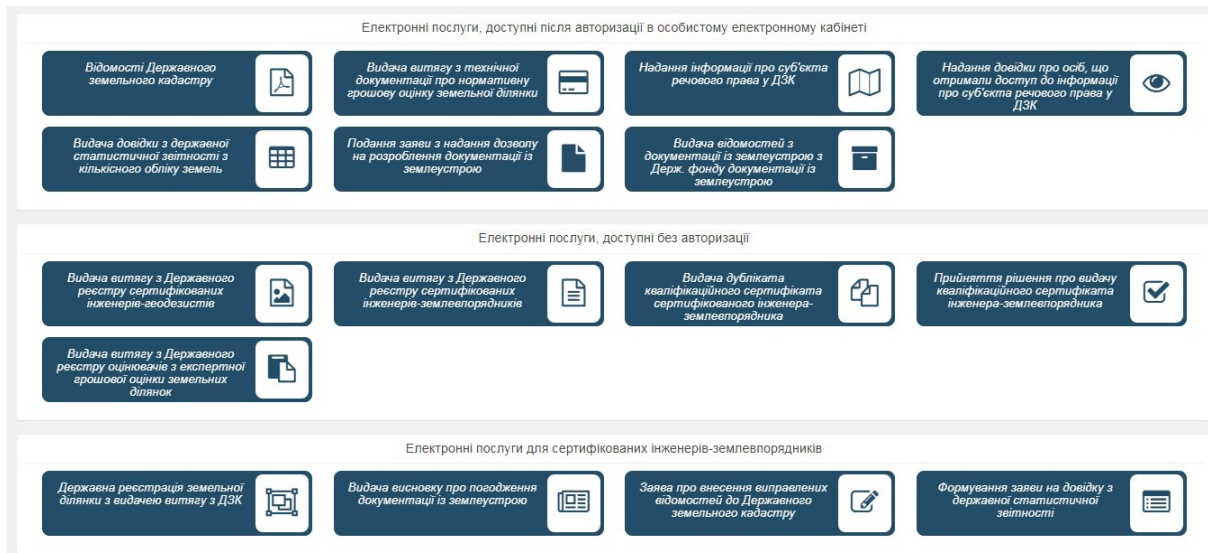 Електронні послуги, доступні після авторизації в особистому електронному кабінеті
Відомості Державного
земельного кадастру
Видача витягу з технічної
документації про нормативну
грошову оцінку земельної ділянки
Надання інформації про суб'єкта
речового права у ДЗК
Надання довідки про осіб, що
отримали доступ до інформації
про суб'єкта речового права у
ДЗК
Видача довідки з державної
статистичної звітності з
кількісного обліку земель
Подання заяви з надання дозволу
на розроблення документації із
землеустрою
Видача відомостей з
документації із землеустрою з
Держ. фонду документації із
землеустрою
Електронні послуги, доступні без авторизації
Видача витягу з Державного
реєстру сертифікованих
інженерів-геодезистів
Видача витягу з Державного
реєстру сертифікованих
інженерів-землевпорядників
Видача дубліката
кваліфікаційного сертифіката
сертифікованого інженера-
землевпорядника
Прийняття рішення про видачу
кваліфікаційного сертифіката
інженера-землевпорядника
Видача витягу з Державного
реєстру оцінювачів з експертної
грошової оцінки земельних
ділянок
Електронні послуги для сертифікованих інженерів-землевпорядників
Державна реєстрація земельної
ділянки з видачею витягу з ДЗК
Видача висновку про погодження
документації із землеустрою
Заява про внесення виправлених
відомостей до Державного
земельного кадастру
Формування заяви на довідку з
державної статистичної
звітності